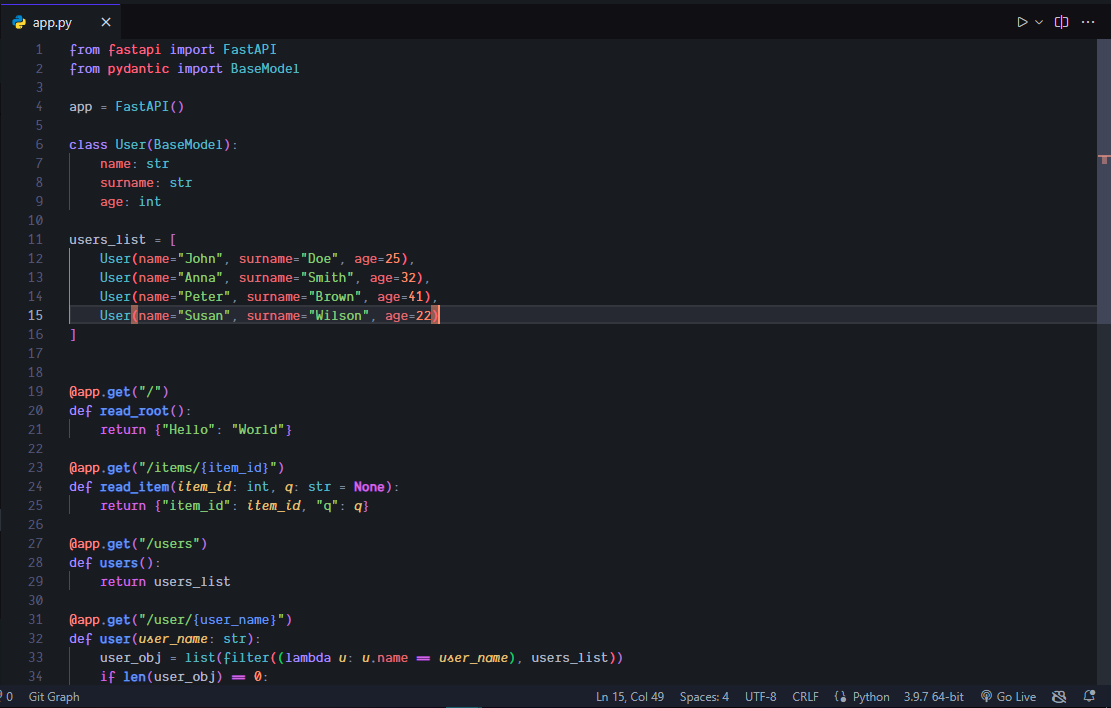 app.py
1 from fastapi import FastAPI
2 from pydantic import BaseModel
3
4 app = FastAPI()
5
6 class User(BaseModel):
7     name: str
8     surname: str
9     age: int
10
11 users_list = [
12     User(name="John", surname="Doe", age=25),
13     User(name="Anna", surname="Smith", age=32),
14     User(name="Peter", surname="Brown", age=41),
15     User(name="Susan", surname="Wilson", age=22)
16 ]
17
18
19 @app.get("/")
20 def read_root():
21     return {"Hello": "World"}
22
23 @app.get("/items/{item_id}")
24 def read_item(item_id: int, q: str = None):
25     return {"item_id": item_id, "q": q}
26
27 @app.get("/users")
28 def users():
29     return users_list
30
31 @app.get("/user/{user_name}")
32 def user(user_name: str):
33     user_obj = list(filter((lambda u: u.name == user_name), users_list))
34     if len(user_obj) == 0:
0 Git Graph Ln 15, Col 49 Spaces: 4 UTF-8 CRLF Python 3.9.7 64-bit Go Live